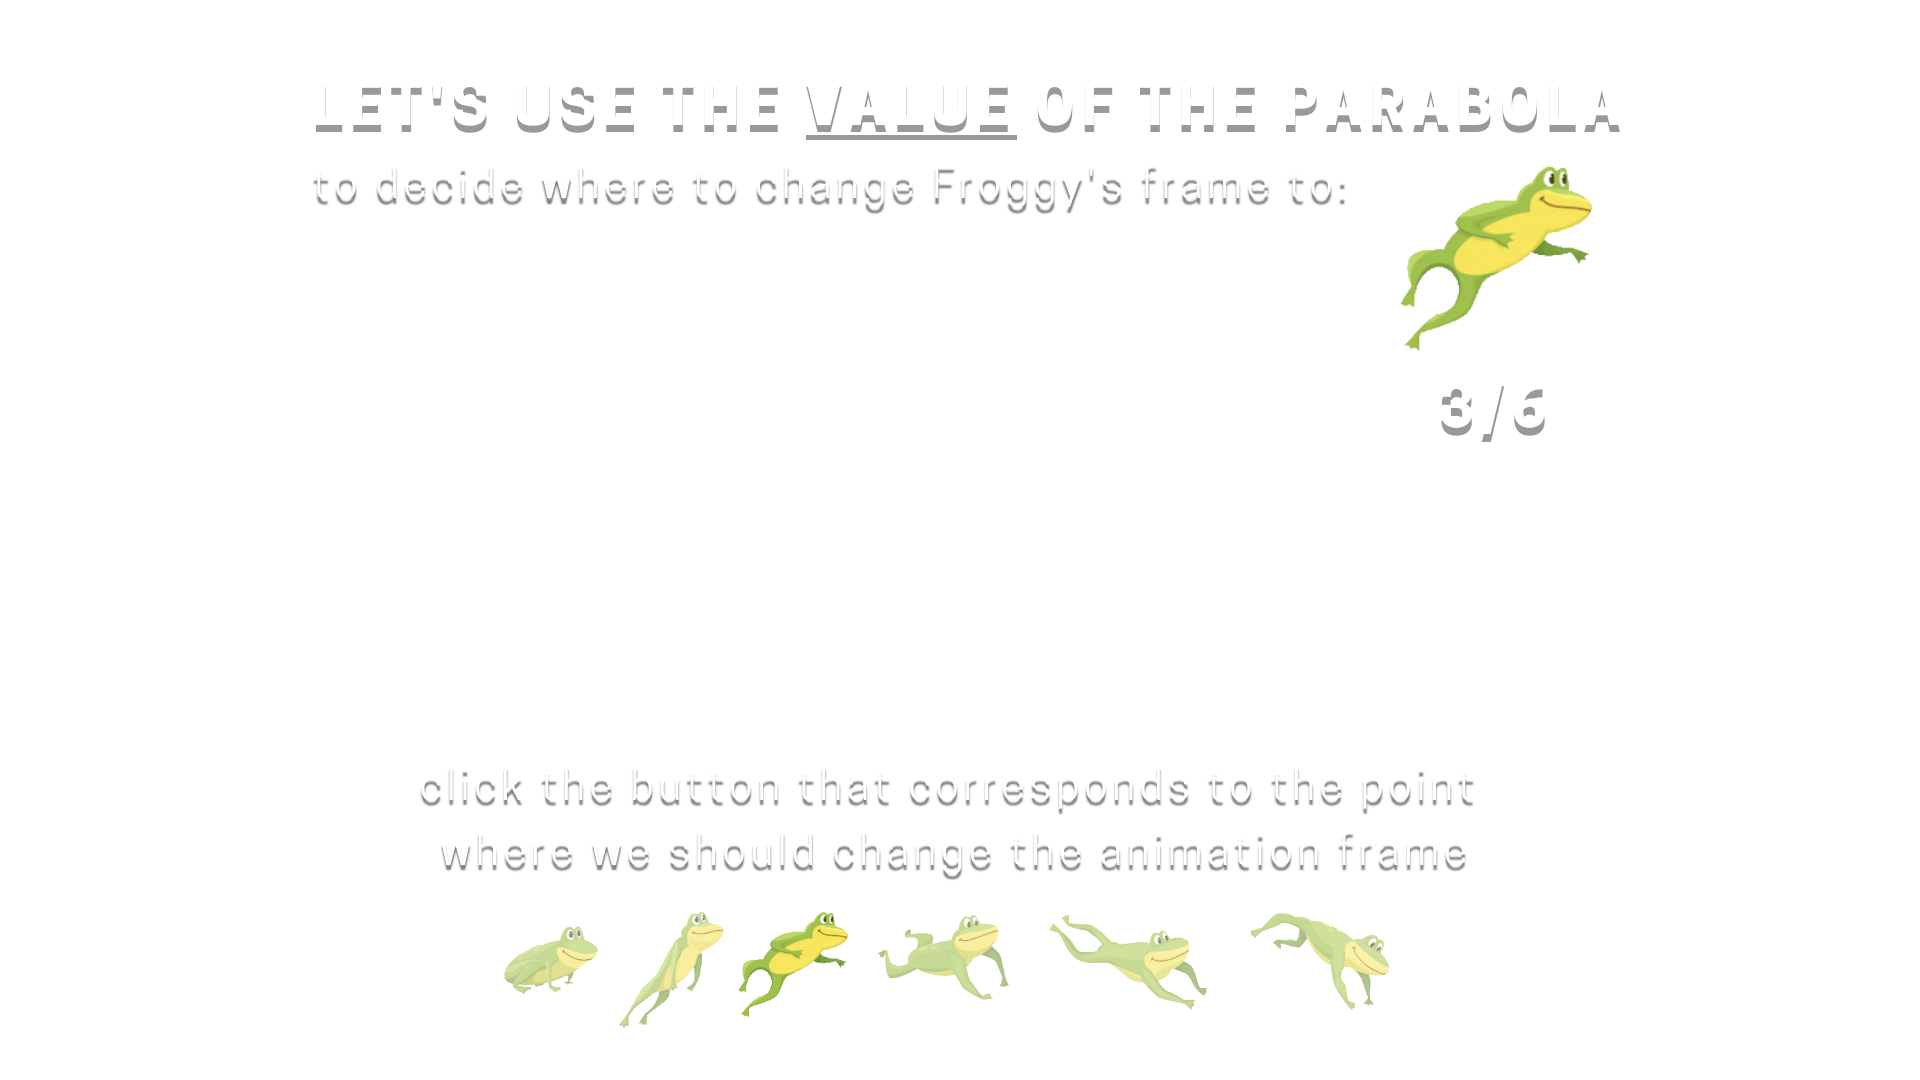 LET'S USE THE VALUE OF THE PARABOLA
to decide where to change Froggy's frame to:
3/6
click the button that corresponds to the point
where we should change the animation frame